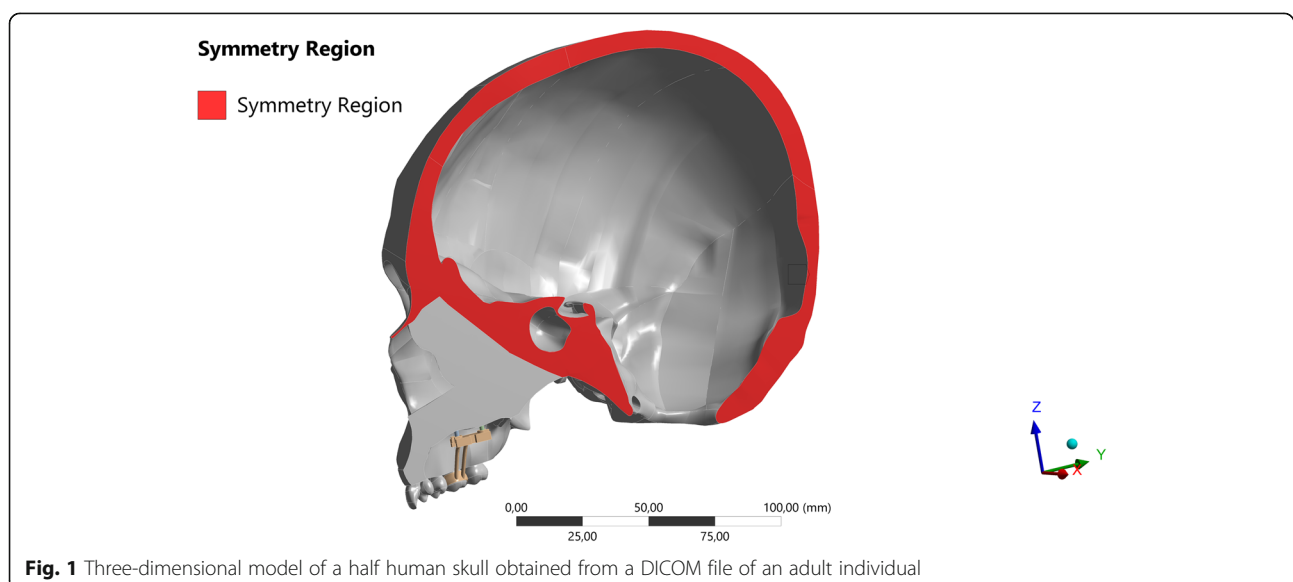 Symmetry Region
Symmetry Region
Z
Y
X
0,00 50,00 100,00 (mm)
25,00 75,00
Fig. 1 Three-dimensional model of a half human skull obtained from a DICOM file of an adult individual